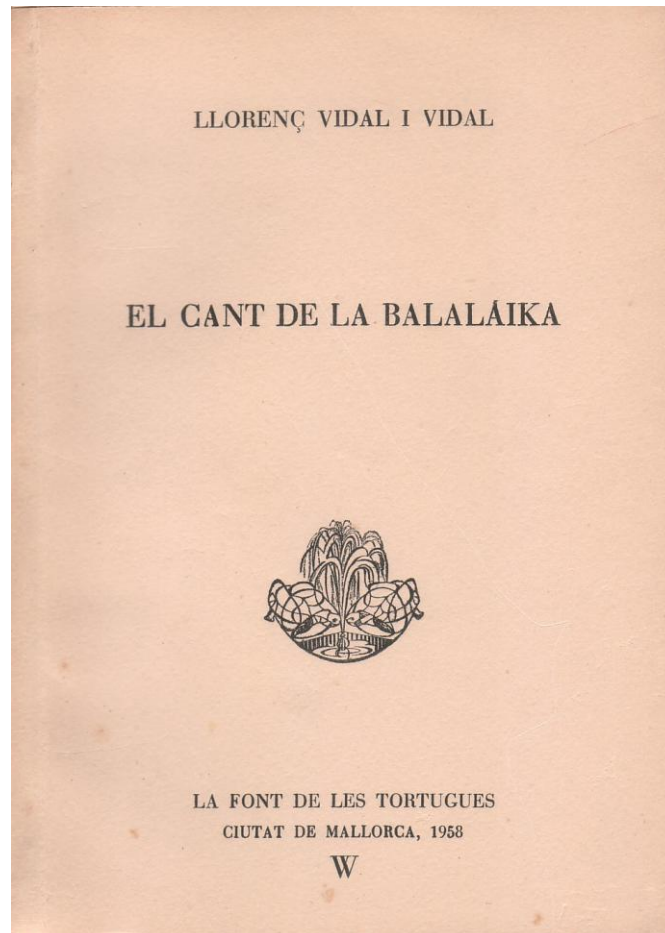 LLORENÇ VIDAL I VIDAL
EL CANT DE LA BALALÁIKA
LA FONT DE LES TORTUGUES
CIUTAT DE MALLORCA, 1958
W